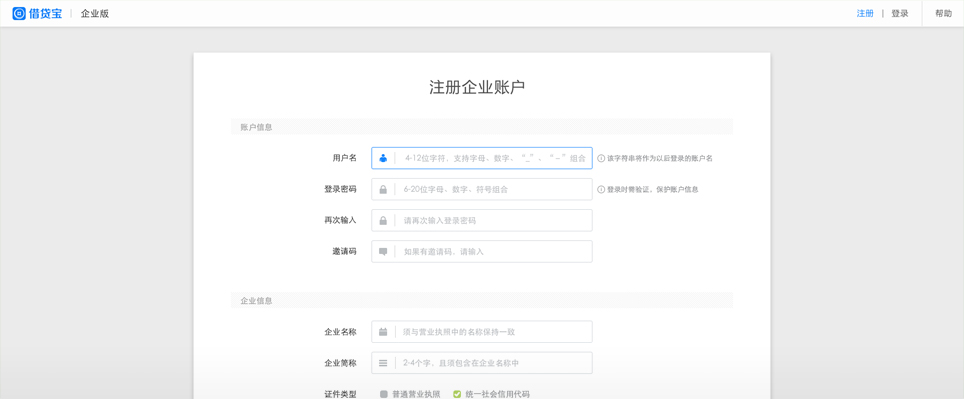 借贷宝 | 企业版
注册 | 登录 帮助
注册企业账户
账户信息
用户名 4-12位字符，支持字母、数字、“_”、“~”组合 该字符串将作为以后登录的账户名
登录密码 6-20位字母、数字、符号组合 登录时需验证，保护账户信息
再次输入 请再次输入登录密码
邀请码 如果有邀请码，请输入
企业信息
企业名称 须与营业执照中的名称保持一致
企业简称 2-4个字，且须包含在企业名称中
证件类型 普通营业执照 统一社会信用代码